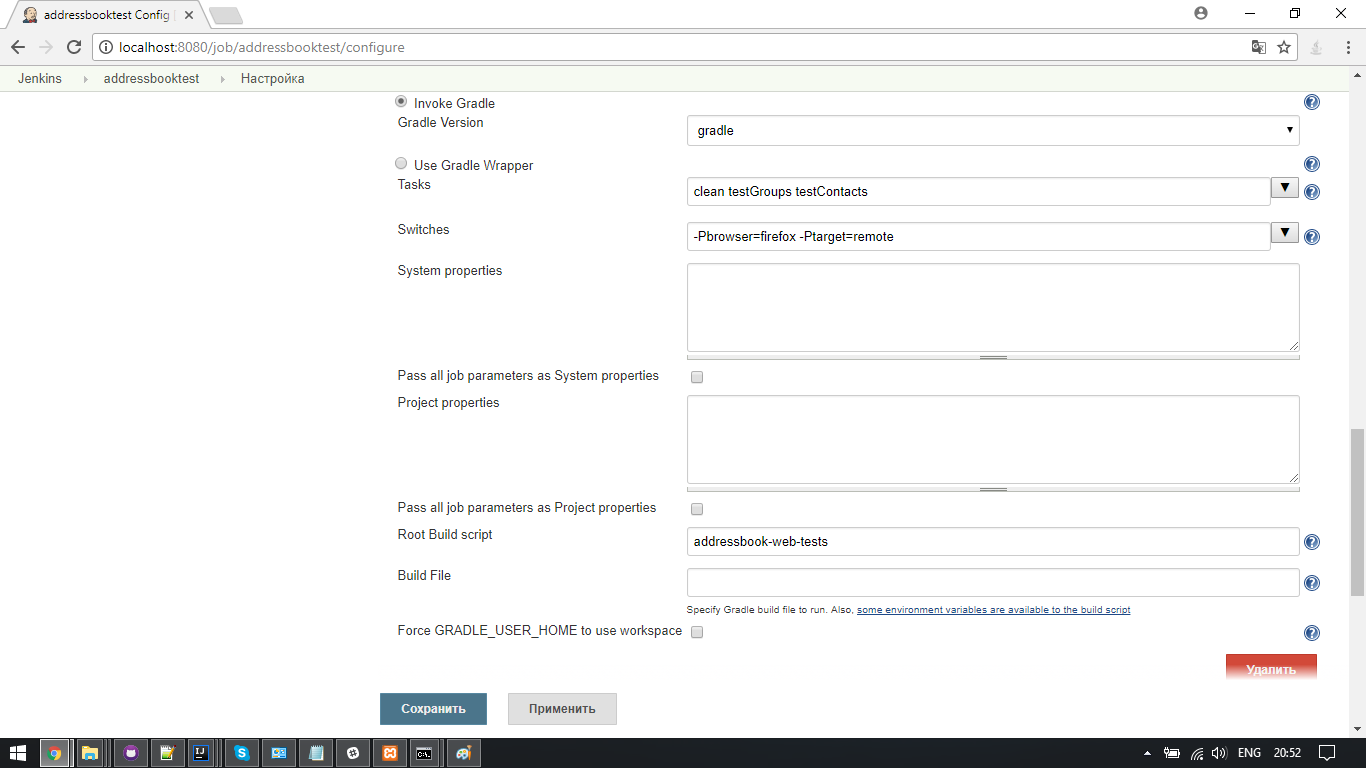 addressbooktest Config [
localhost:8080/job/addressbooktest/configure
Jenkins addressbooktest Настройка
Invoke Gradle
Gradle Version gradle
Use Gradle Wrapper
Tasks clean testGroups testContacts
Switches -Pbrowser=firefox -Ptarget=remote
System properties
Pass all job parameters as System properties
Project properties
Pass all job parameters as Project properties
Root Build script addressbook-web-tests
Build File
Specify Gradle build file to run. Also, some environment variables are available to the build script
Force GRADLE_USER_HOME to use workspace
Удалить
Сохранить Применить
ENG 20:52